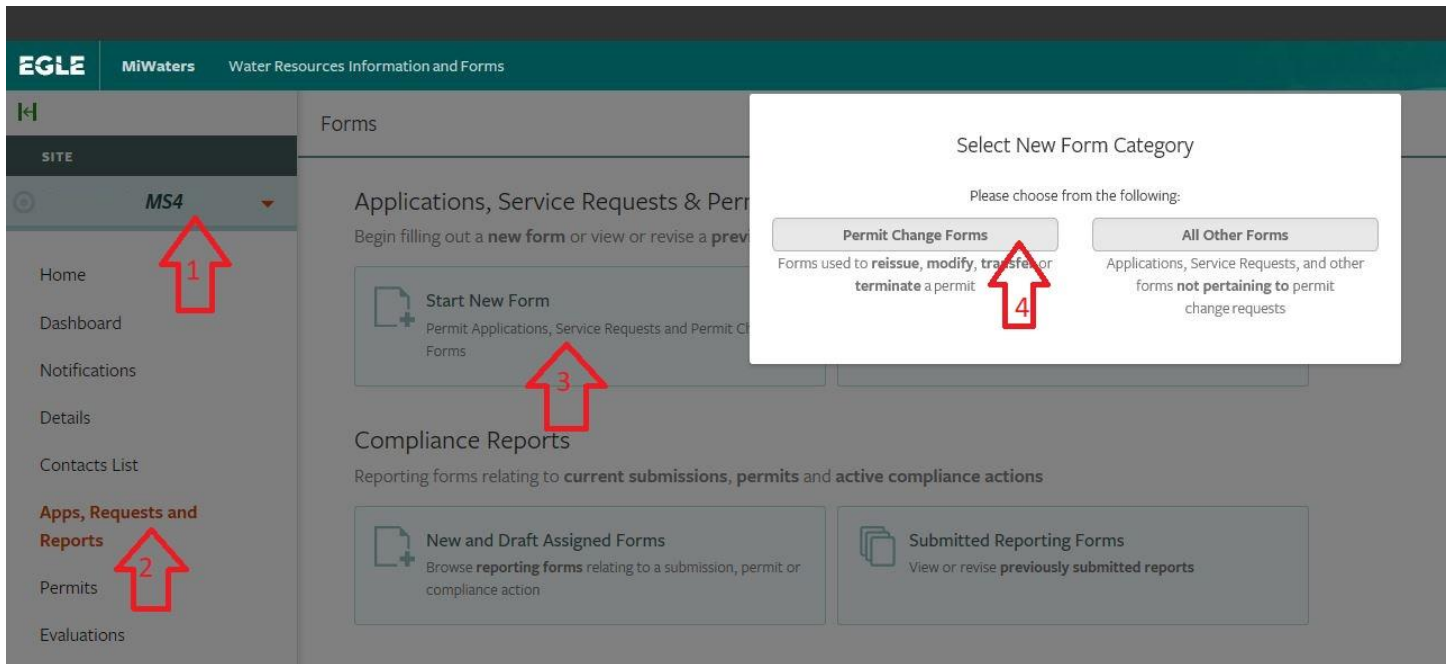 EGLE MiWaters Water Resources Information and Forms
SITE
MS4
1
Home
Dashboard
Notifications
Details
Contacts List
Apps, Requests and
Reports
2
Permits
Evaluations
Forms
Applications, Service Requests & Per
Begin filling out a new form or view or revise a previ
Start New Form
Permit Applications, Service Requests and Permit Ch
Forms
3
Compliance Reports
Reporting forms relating to current submissions, permits and active compliance actions
New and Draft Assigned Forms
Browse reporting forms relating to a submission, permit or
compliance action
Submitted Reporting Forms
View or revise previously submitted reports
Select New Form Category
Please choose from the following:
Permit Change Forms
Forms used to reissue, modify, transfer or
terminate a permit
4
All Other Forms
Applications, Service Requests, and other
forms not pertaining to permit
change requests